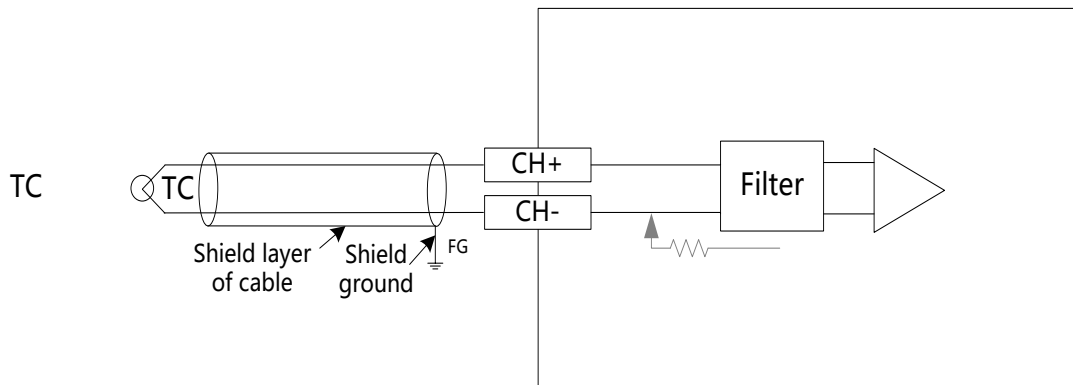 TC
TC
CH+
CH-
Filter
Shield layer
of cable
Shield
ground
FG